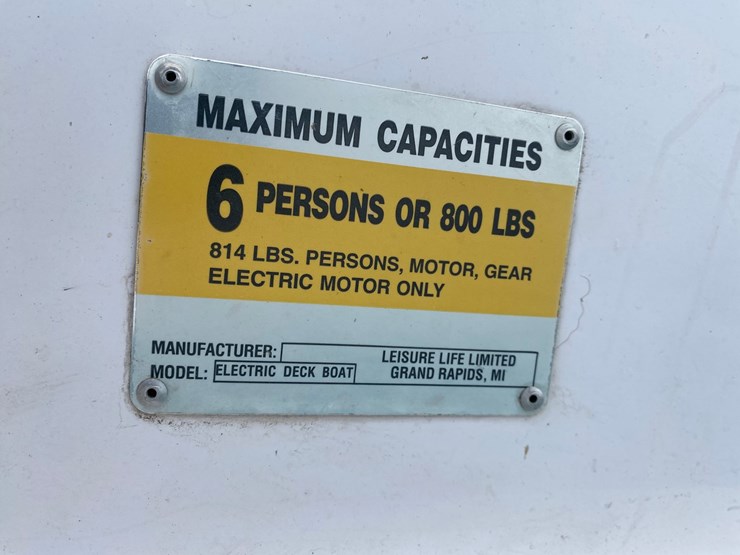 MAXIMUM CAPACITIES
6 PERSONS OR 800 LBS
814 LBS. PERSONS, MOTOR, GEAR
ELECTRIC MOTOR ONLY
MANUFACTURER: LEISURE LIFE LIMITED
MODEL: ELECTRIC DECK BOAT GRAND RAPIDS, MI